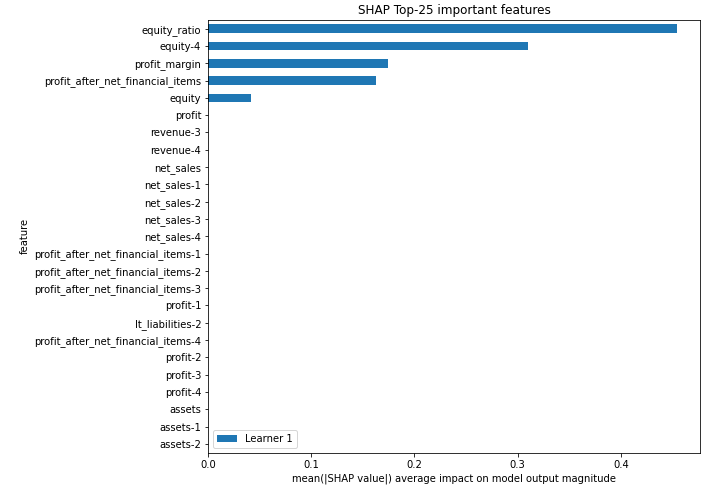 SHAP Top-25 important features
equity_ratio
equity-4
profit_margin
profit_after_net_financial_items
equity
profit
revenue-3
revenue-4
net_sales
net_sales-1
net_sales-2
net_sales-3
net_sales-4
profit_after_net_financial_items-1
profit_after_net_financial_items-2
profit_after_net_financial_items-3
profit-1
lt_liabilities-2
profit_after_net_financial_items-4
profit-2
profit-3
profit-4
assets
assets-1
assets-2
feature
Learner 1
0.0 0.1 0.2 0.3 0.4
mean(|SHAP value|) average impact on model output magnitude